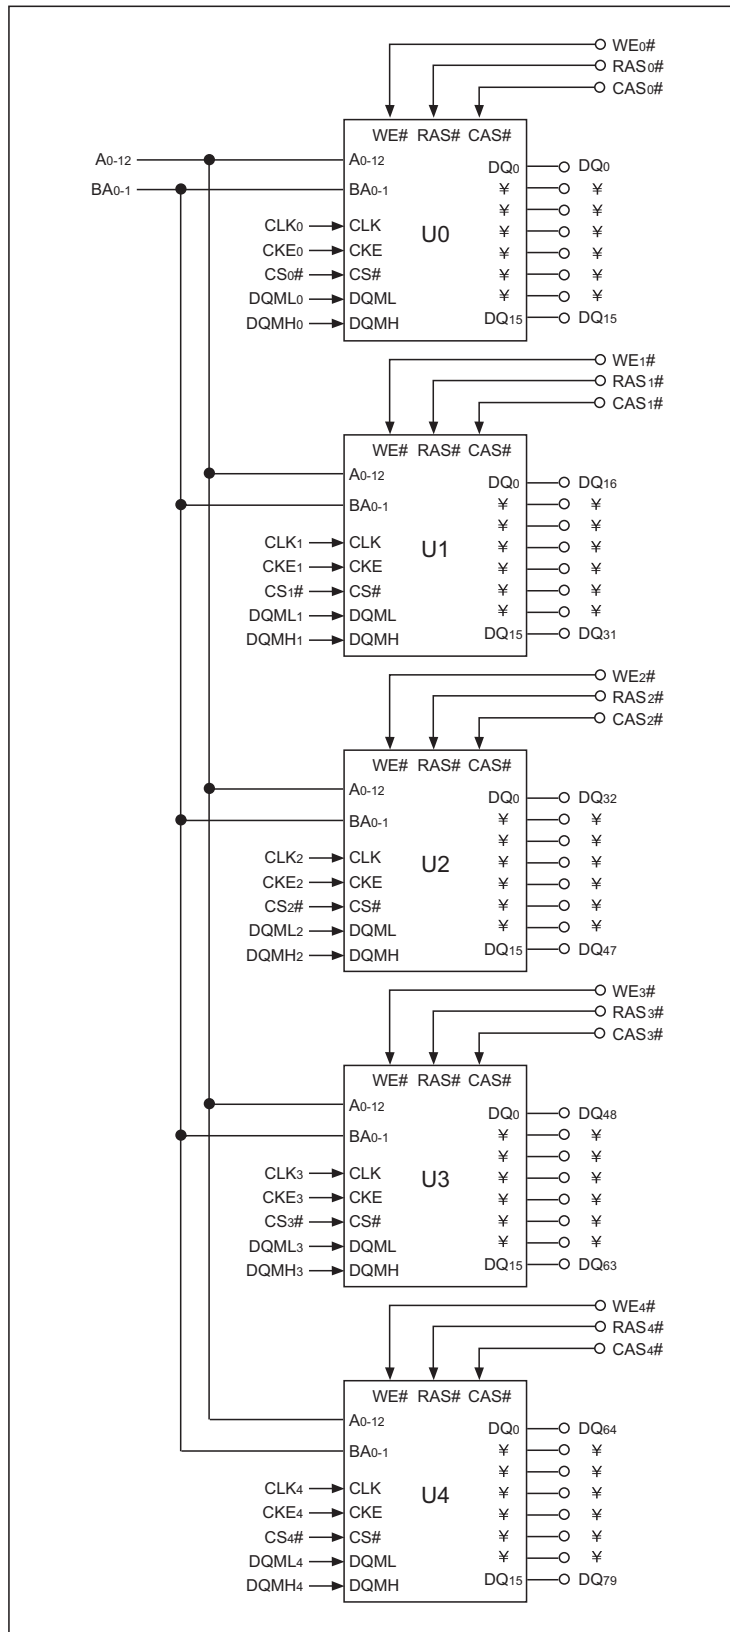 WE0#
RAS0#
CAS0#
WE# RAS# CAS#
A0-12 A0-12 DQ0 DQ0
BA0-1 BA0-1 ¥ ¥
¥ ¥
CLK0 CLK ¥ ¥
U0
CKE0 CKE ¥ ¥
CS0# CS# ¥ ¥
DQML0 DQML ¥ ¥
DQMH0 DQMH DQ15 DQ15
WE1#
RAS1#
CAS1#
WE# RAS# CAS#
A0-12 DQ0 DQ16
BA0-1 ¥ ¥
¥ ¥
CLK1 CLK ¥ ¥
U1
CKE1 CKE ¥ ¥
CS1# CS# ¥ ¥
DQML1 DQML ¥ ¥
DQMH1 DQMH DQ15 DQ31
WE2#
RAS2#
CAS2#
WE# RAS# CAS#
A0-12 DQ0 DQ32
BA0-1 ¥ ¥
¥ ¥
CLK2 CLK ¥ ¥
U2
CKE2 CKE ¥ ¥
CS2# CS# ¥ ¥
DQML2 DQML ¥ ¥
DQMH2 DQMH DQ15 DQ47
WE3#
RAS3#
CAS3#
WE# RAS# CAS#
A0-12 DQ0 DQ48
BA0-1 ¥ ¥
¥ ¥
CLK3 CLK ¥ ¥
U3
CKE3 CKE ¥ ¥
CS3# CS# ¥ ¥
DQML3 DQML ¥ ¥
DQMH3 DQMH DQ15 DQ63
WE4#
RAS4#
CAS4#
WE# RAS# CAS#
A0-12 DQ0 DQ64
BA0-1 ¥ ¥
¥ ¥
CLK4 CLK ¥ ¥
U4
CKE4 CKE ¥ ¥
CS4# CS# ¥ ¥
DQML4 DQML ¥ ¥
DQMH4 DQMH DQ15 DQ79